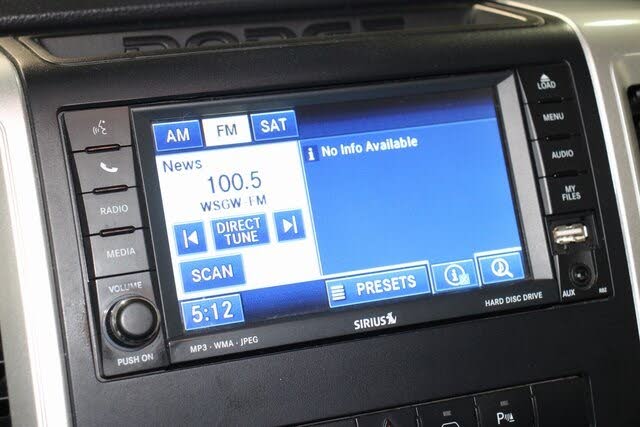 DODGE
LOAD
MENU
AUDIO
MY
FILES
RADIO
MEDIA
VOLUME
PUSH ON
AM FM SAT
News
100.5
WSGW-FM
DIRECT
TUNE
SCAN
5:12
No Info Available
PRESETS
MP3 · WMA · JPEG
SIRIUS
HARD DISC DRIVE
AUX